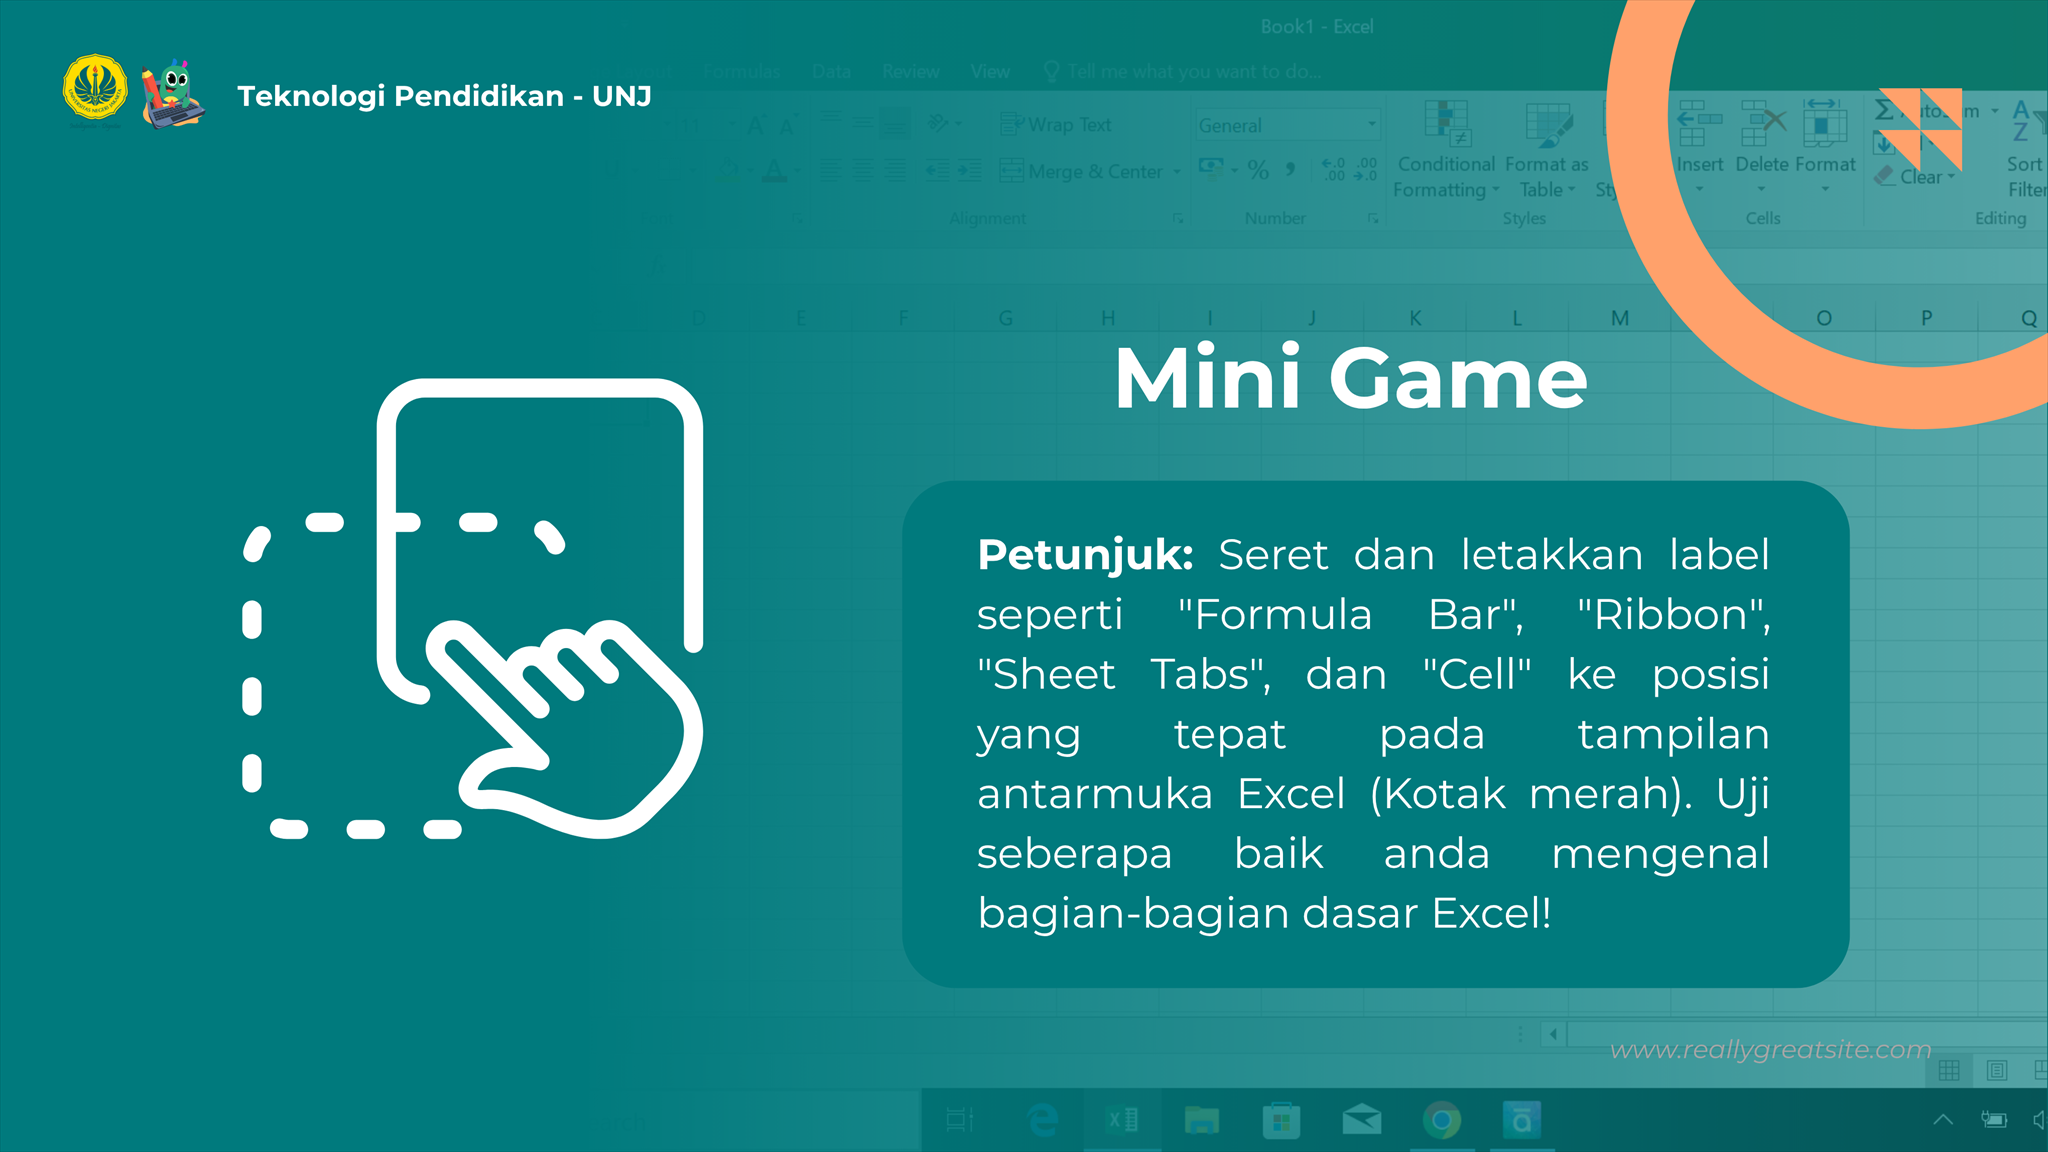 Book1 - Excel
Teknologi Pendidikan - UNJ
Formulas Data Review View Tell me what you want to do...
Wrap Text General
Merge & Center
Conditional Formatting
Format as Table
Insert Delete Format
Clear
Sort
Filter
Alignment Number Styles Cells Editing
D E F G H I J K L M O P Q
Mini Game
Petunjuk: Seret dan letakkan label
seperti "Formula Bar", "Ribbon",
"Sheet Tabs", dan "Cell" ke posisi
yang tepat pada tampilan
antarmuka Excel (Kotak merah). Uji
seberapa baik anda mengenal
bagian-bagian dasar Excel!
www.reallygreatsite.com